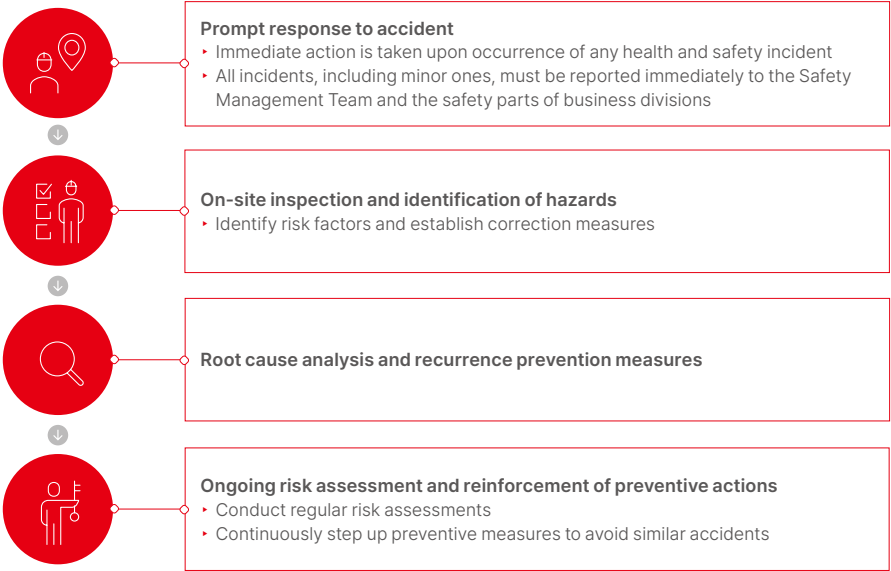 Prompt response to accident
‣ Immediate action is taken upon occurrence of any health and safety incident
‣ All incidents, including minor ones, must be reported immediately to the Safety
Management Team and the safety parts of business divisions
On-site inspection and identification of hazards
‣ Identify risk factors and establish correction measures
Root cause analysis and recurrence prevention measures
Ongoing risk assessment and reinforcement of preventive actions
‣ Conduct regular risk assessments
‣ Continuously step up preventive measures to avoid similar accidents